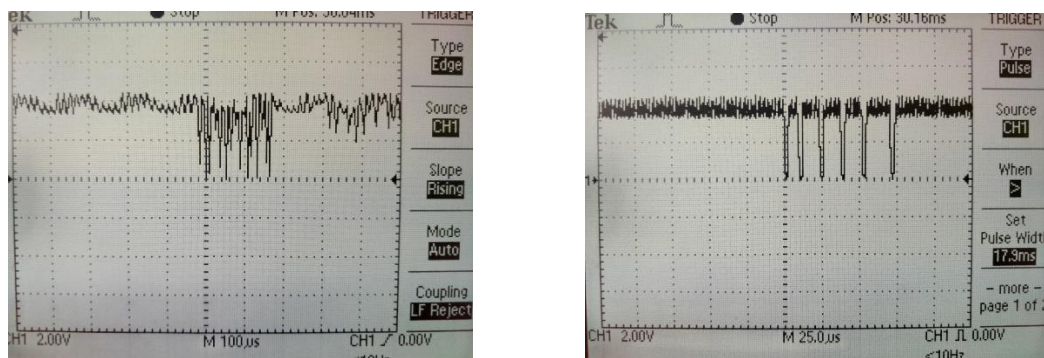 Stop
TRIGGER
Type
Edge
Source
CH1
Slope
Rising
Mode
Auto
Coupling
LF Reject
CH1 2.00V
M 100µs
CH1 0.00V
<10Hz
Tek
Stop
M Pos: 30.16ms
TRIGGER
Type
Pulse
Source
CH1
When
>
Set
Pulse Width
17.9ms
– more –
page 1 of 2
1
CH1 2.00V
M 25.0µs
CH1 0.00V
<10Hz